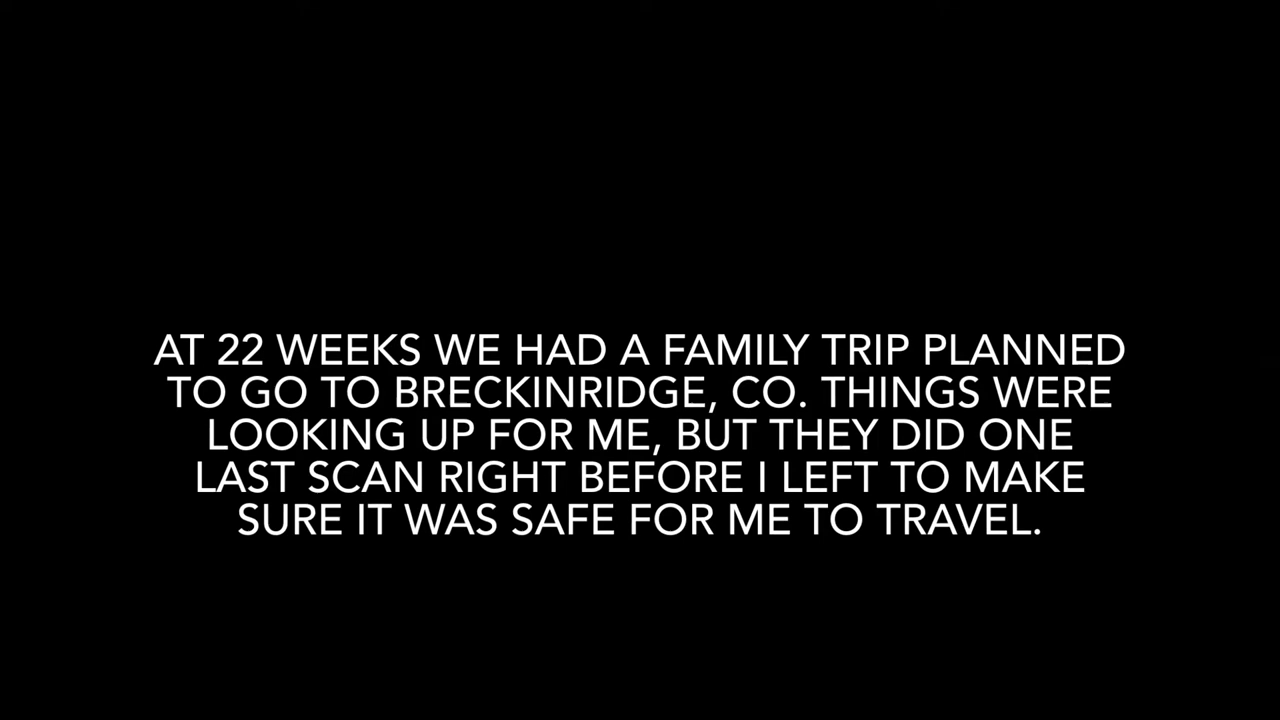 AT 22 WEEKS WE HAD A FAMILY TRIP PLANNED
TO GO TO BRECKINRIDGE, CO. THINGS WERE
LOOKING UP FOR ME, BUT THEY DID ONE
LAST SCAN RIGHT BEFORE I LEFT TO MAKE
SURE IT WAS SAFE FOR ME TO TRAVEL.